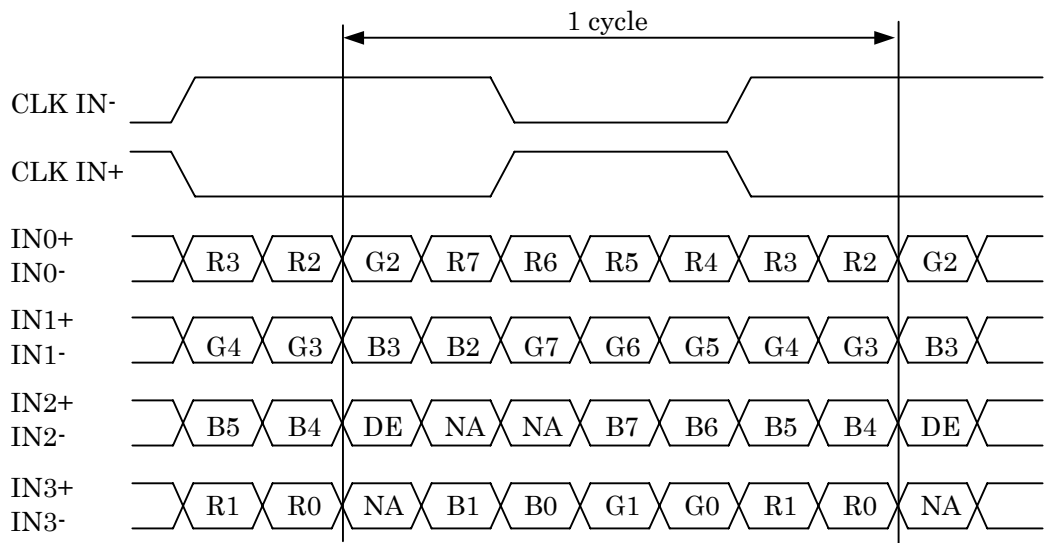 1 cycle
CLK IN-
CLK IN+
IN0+
IN0-
R3 R2 G2 R7 R6 R5 R4 R3 R2 G2
IN1+
IN1-
G4 G3 B3 B2 G7 G6 G5 G4 G3 B3
IN2+
IN2-
B5 B4 DE NA NA B7 B6 B5 B4 DE
IN3+
IN3-
R1 R0 NA B1 B0 G1 G0 R1 R0 NA